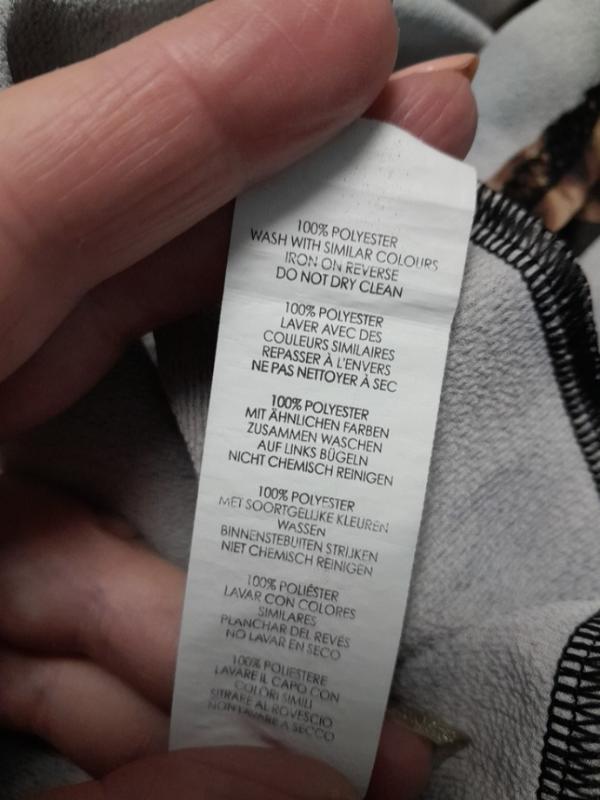 100% POLYESTER
WASH WITH SIMILAR COLOURS
IRON ON REVERSE
DO NOT DRY CLEAN
100% POLYESTER
LAVER AVEC DES
COULEURS SIMILAIRES
REPASSER À L'ENVERS
NE PAS NETTOYER À SEC
100% POLYESTER
MIT ÄHNLICHEN FARBEN
ZUSAMMEN WASCHEN
AUF LINKS BÜGELN
NICHT CHEMISCH REINIGEN
100% POLYESTER
MET SOORTGELIJKE KLEUREN
WASSEN
BINNENSTEBUITEN STRIJKEN
NIET CHEMISCH REINIGEN
100% POLIÉSTER
LAVAR CON COLORES
SIMILARES
PLANCHAR DEL REVÉS
NO LAVAR EN SECO
100% POLIESTERE
LAVARE IL CAPO CON
COLORI SIMILI
STIRARE AL ROVESCIO
NON LAVARE A SECCO